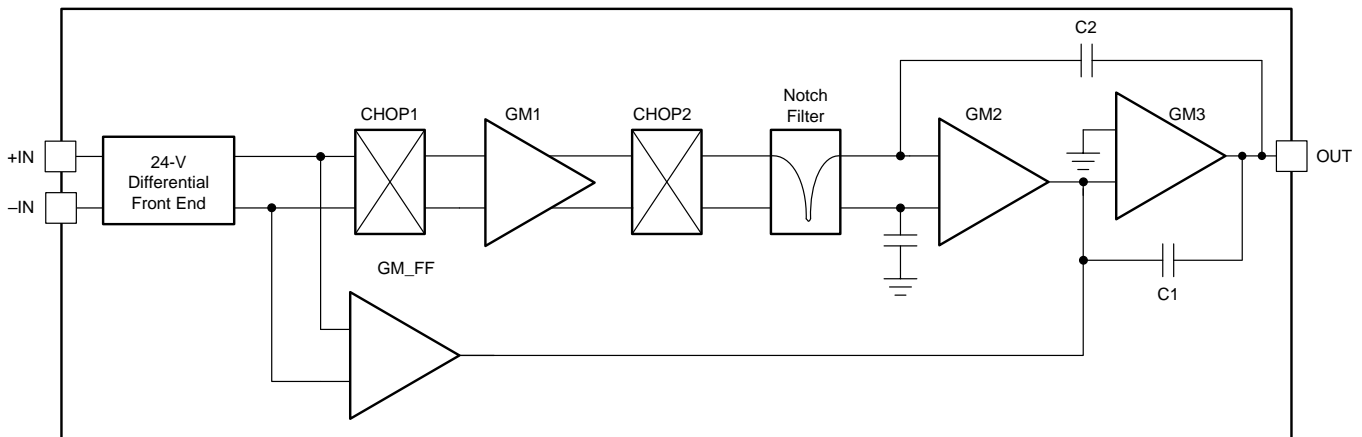 C2
CHOP1
GM1
CHOP2
Notch
Filter
GM2
GM3
+IN
–IN
24-V
Differential
Front End
OUT
GM_FF
C1